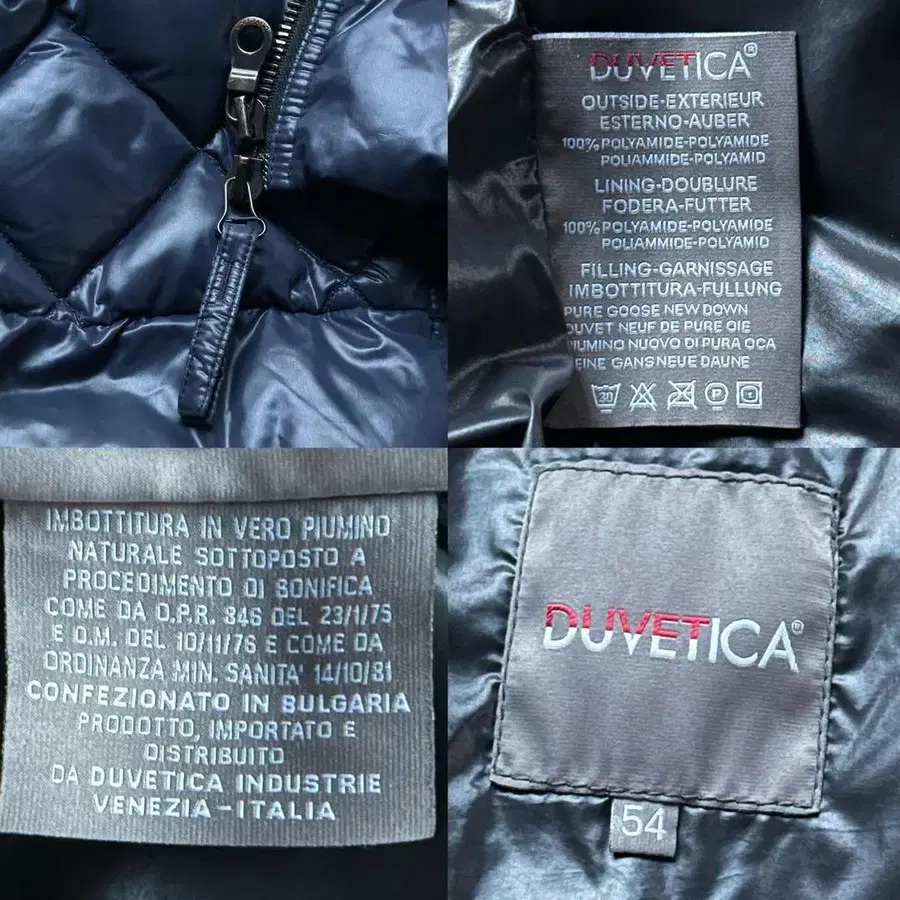 DUVETICA®
OUTSIDE-EXTERIEUR
ESTERNO-AUBER
100% POLYAMIDE-POLYAMIDE
POLIAMMIDE-POLYAMID
LINING-DOUBLURE
FODERA-FUTTER
100% POLYAMIDE-POLYAMIDE
POLIAMMIDE-POLYAMID
FILLING-GARNISSAGE
IMBOTTITURA-FULLUNG
PURE GOOSE NEW DOWN
DUVET NEUF DE PURE OIE
PIUMINO NUOVO DI PURA OCA
REINE GANS NEUE DAUNE
30 P
IMBOTTITURA IN VERO PIUMINO
NATURALE SOTTOPOSTO A
PROCEDIMENTO DI BONIFICA
COME DA D.P.R. 846 DEL 23/1/75
E D.M. DEL 10/11/76 E COME DA
ORDINANZA MIN. SANITA' 14/10/81
CONFEZIONATO IN BULGARIA
PRODOTTO, IMPORTATO E
DISTRIBUITO
DA DUVETICA INDUSTRIE
VENEZIA-ITALIA
DUVETICA®
54